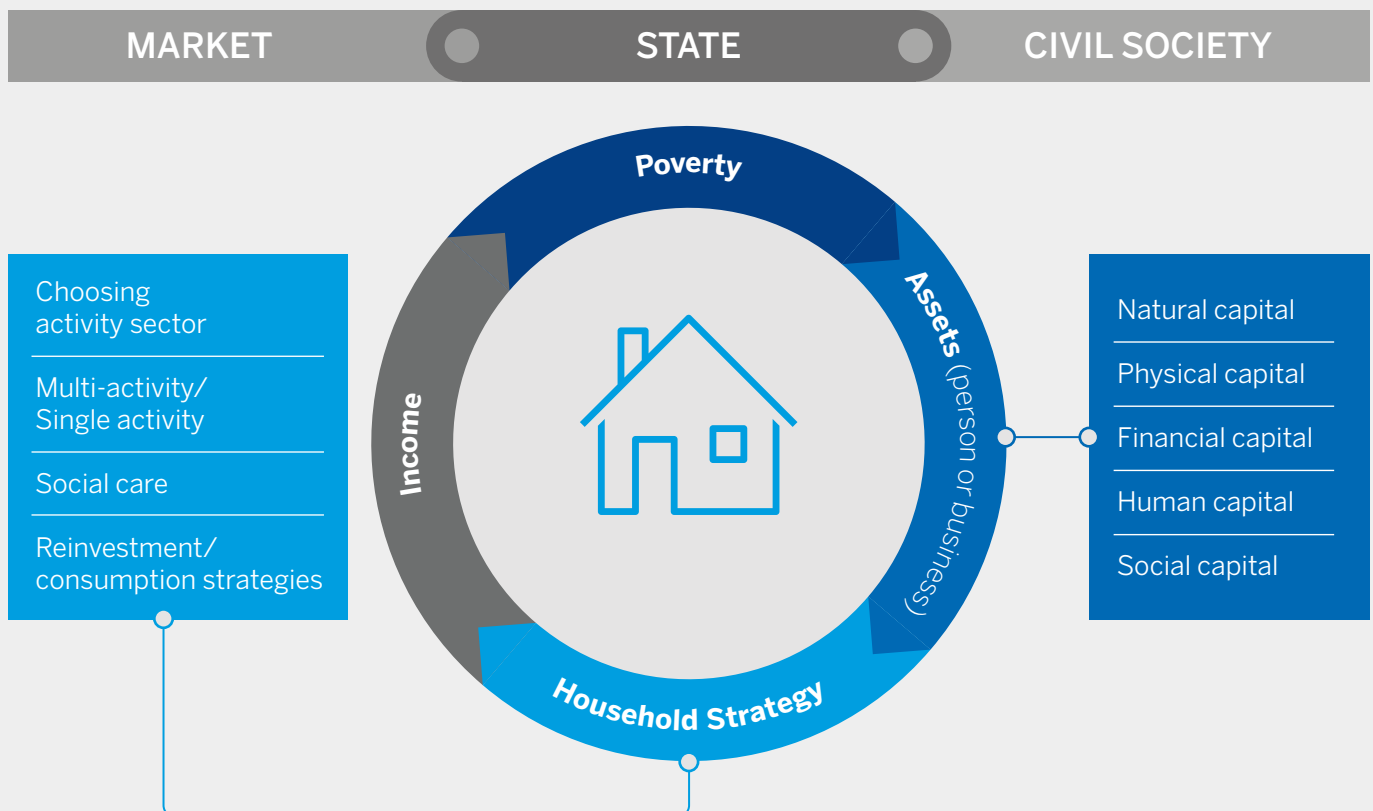 MARKET
STATE
CIVIL SOCIETY
Poverty
Assets (person or business)
Household Strategy
Income
Choosing
activity sector
Multi-activity/
Single activity
Social care
Reinvestment/
consumption strategies
Natural capital
Physical capital
Financial capital
Human capital
Social capital